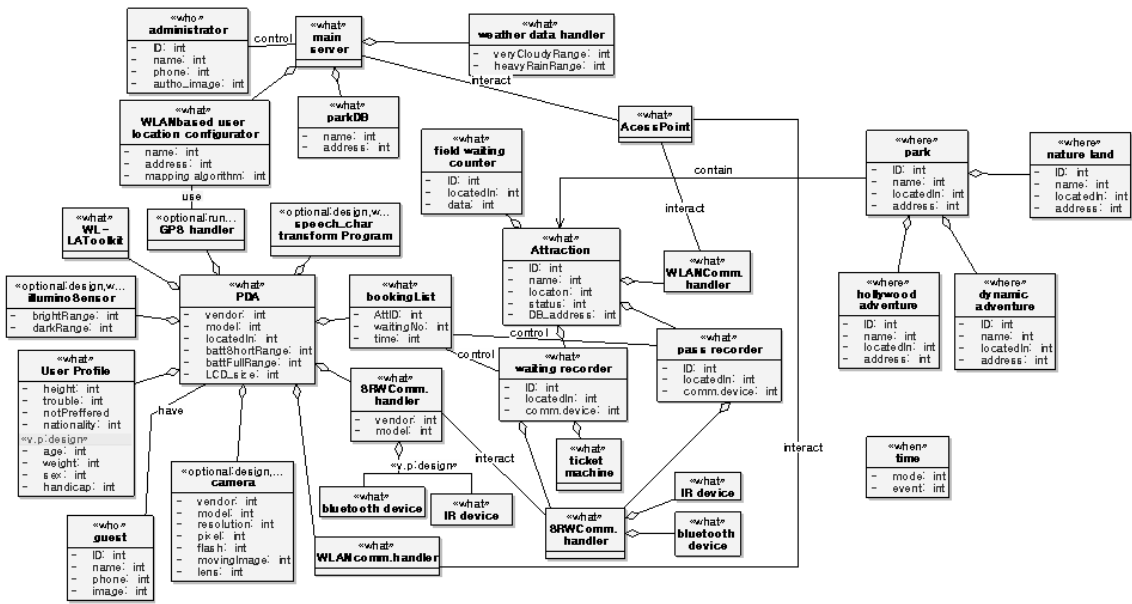 «who»
administrator
- ID: int
- name: int
- phone: int
- autho_image: int
control
«what»
main
server
«what»
weather data handler
- veryCloudyRange: int
- heavyRainRange: int
interact
«what»
WLANbased user
location configurator
- name: int
- address: int
- mapping algorithm: int
use
«what»
parkDB
- name: int
- address: int
«what»
field waiting
counter
- ID: int
- locatedIn: int
- data: int
«what»
AcessPoint
contain
interact
«where»
park
- ID: int
- name: int
- locatedIn: int
- address: int
«where»
nature land
- ID: int
- name: int
- locatedIn: int
- address: int
«what»
WL-
LAToolkit
«optional:run...
GPS handler
«optional:design,w...
speech_char
transform Program
«what»
Attraction
- ID: int
- name: int
- locaton: int
- status: int
- DB_address: int
«what»
WLANComm.
handler
«where»
hollywood
adventure
- ID: int
- name: int
- locatedIn: int
- address: int
«where»
dynamic
adventure
- ID: int
- name: int
- locatedIn: int
- address: int
«optional:design,w...
illuminoSensor
- brightRange: int
- darkRange: int
«what»
PDA
- vendor: int
- model: int
- locatedIn: int
- battShortRange: int
- battFullRange: int
- LCD_size: int
«what»
bookingList
- AttID: int
- waitingNo: int
- time: int
control
control
«what»
pass recorder
- ID: int
- locatedIn: int
- comm.device: int
«what»
waiting recorder
- ID: int
- locatedIn: int
- comm.device: int
«what»
User Profile
- height: int
- trouble: int
- notPreffered
- nationality: int
«v.p:design»
- age: int
- weight: int
- sex: int
- handicap: int
have
«what»
SRWComm.
handler
- vendor: int
- model: int
interact
«v.p:design»
«what»
bluetooth device
«what»
IR device
«what»
ticket
machine
interact
«when»
time
- mode: int
- event: int
«optional:design,...
camera
- vendor: int
- model: int
- resolution: int
- pixel: int
- flash: int
- movingImage: int
- lens: int
«who»
guest
- ID: int
- name: int
- phone: int
- image: int
«what»
WLANcomm.handler
«what»
SRWComm.
handler
«what»
IR device
«what»
bluetooth
device